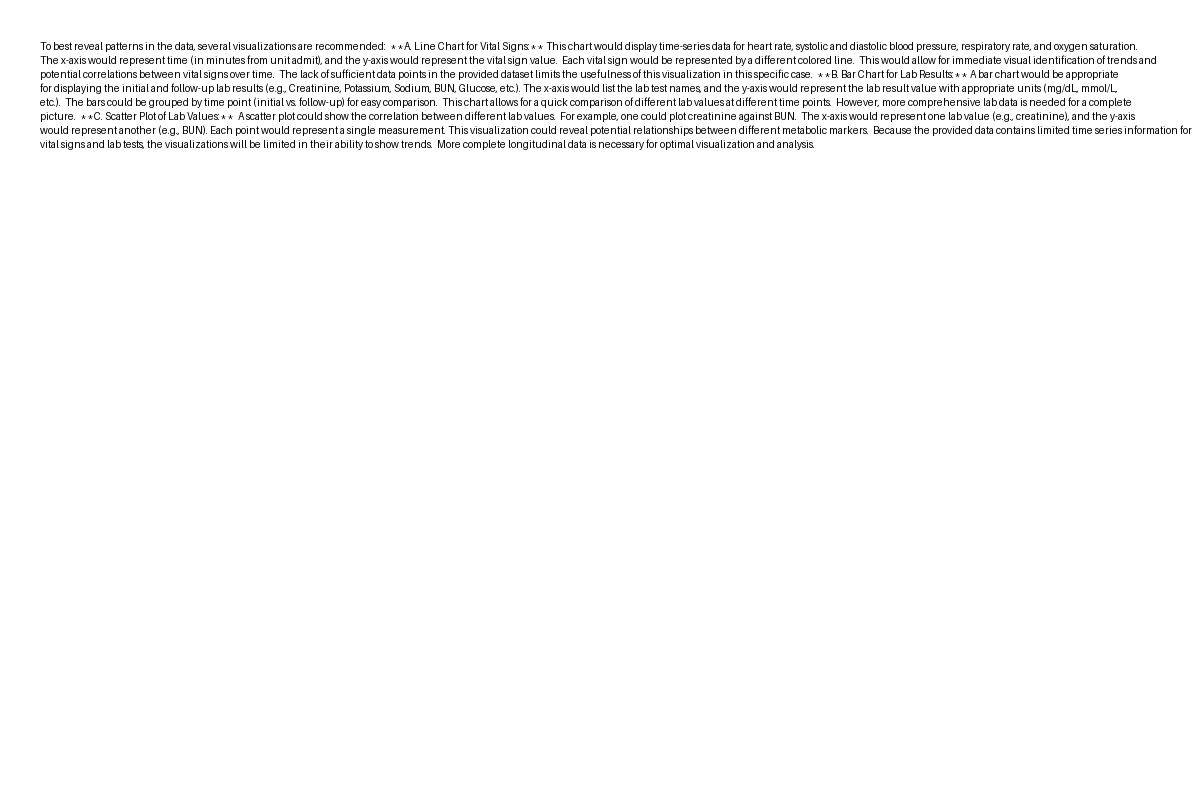 To best reveal patterns in the data, several visualizations are recommended:  **A. Line Chart for Vital Signs:** This chart would display time-series data for heart rate, systolic and diastolic blood pressure, respiratory rate, and oxygen saturation.
The x-axis would represent time (in minutes from unit admit), and the y-axis would represent the vital sign value.  Each vital sign would be represented by a different colored line.  This would allow for immediate visual identification of trends and
potential correlations between vital signs over time.  The lack of sufficient data points in the provided dataset limits the usefulness of this visualization in this specific case.  **B. Bar Chart for Lab Results:** A bar chart would be appropriate
for displaying the initial and follow-up lab results (e.g., Creatinine, Potassium, Sodium, BUN, Glucose, etc.). The x-axis would list the lab test names, and the y-axis would represent the lab result value with appropriate units (mg/dL, mmol/L,
etc.).  The bars could be grouped by time point (initial vs. follow-up) for easy comparison.  This chart allows for a quick comparison of different lab values at different time points.  However, more comprehensive lab data is needed for a complete
picture.  **C. Scatter Plot of Lab Values:**  A scatter plot could show the correlation between different lab values.  For example, one could plot creatinine against BUN.  The x-axis would represent one lab value (e.g., creatinine), and the y-axis
would represent another (e.g., BUN). Each point would represent a single measurement. This visualization could reveal potential relationships between different metabolic markers.  Because the provided data contains limited time series information for
vital signs and lab tests, the visualizations will be limited in their ability to show trends.  More complete longitudinal data is necessary for optimal visualization and analysis.